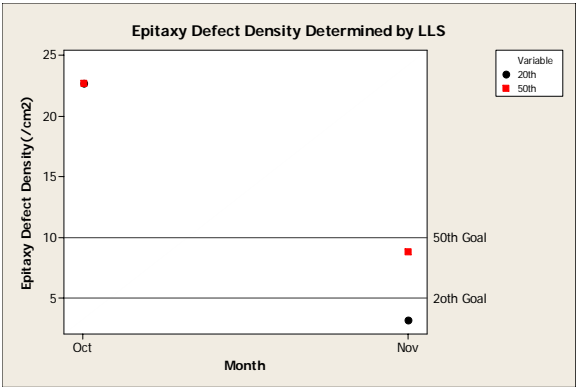 Epitaxy Defect Density Determined by LLS
Variable
20th
50th
Epitaxy Defect Density(/cm2)
25
20
15
10
5
50th Goal
2oth Goal
Oct
Nov
Month